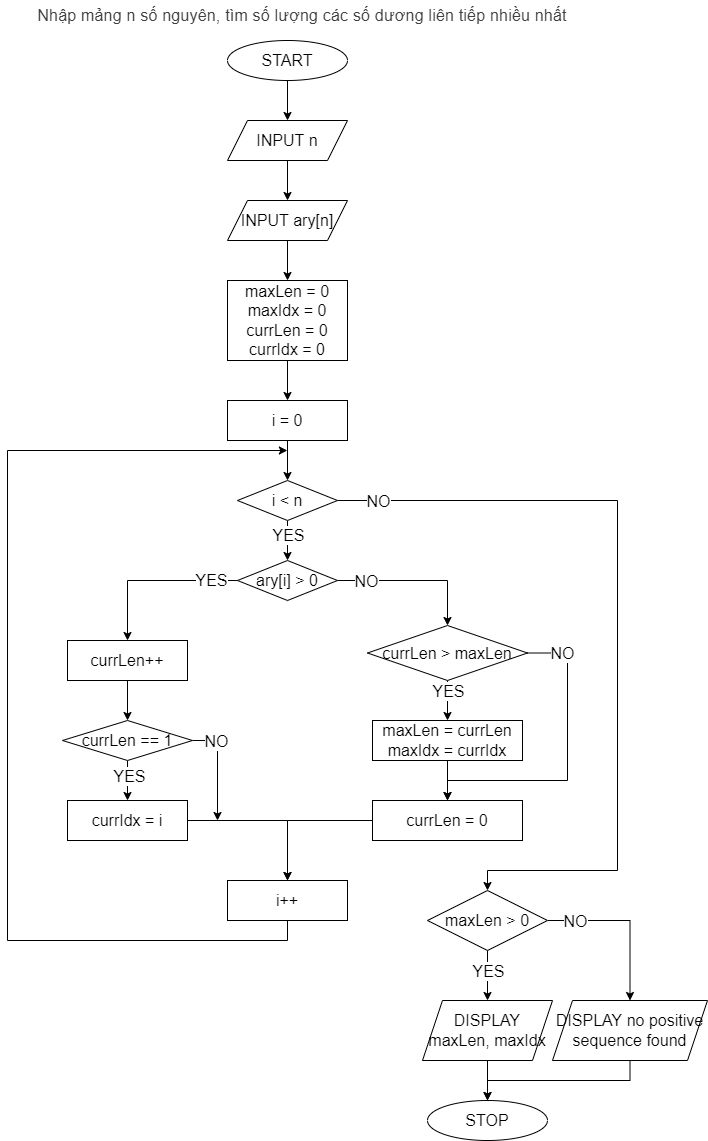 Nhập mảng n số nguyên, tìm số lượng các số dương liên tiếp nhiều nhất
START
INPUT n
INPUT ary[n]
maxLen = 0
maxIdx = 0
currLen = 0
currIdx = 0
i = 0
i < n
NO
YES
ary[i] > 0
YES
NO
currLen++
currLen > maxLen
NO
YES
currLen == 1
NO
YES
maxLen = currLen
maxIdx = currIdx
currIdx = i
currLen = 0
i++
maxLen > 0
NO
YES
DISPLAY
maxLen, maxIdx
DISPLAY no positive
sequence found
STOP